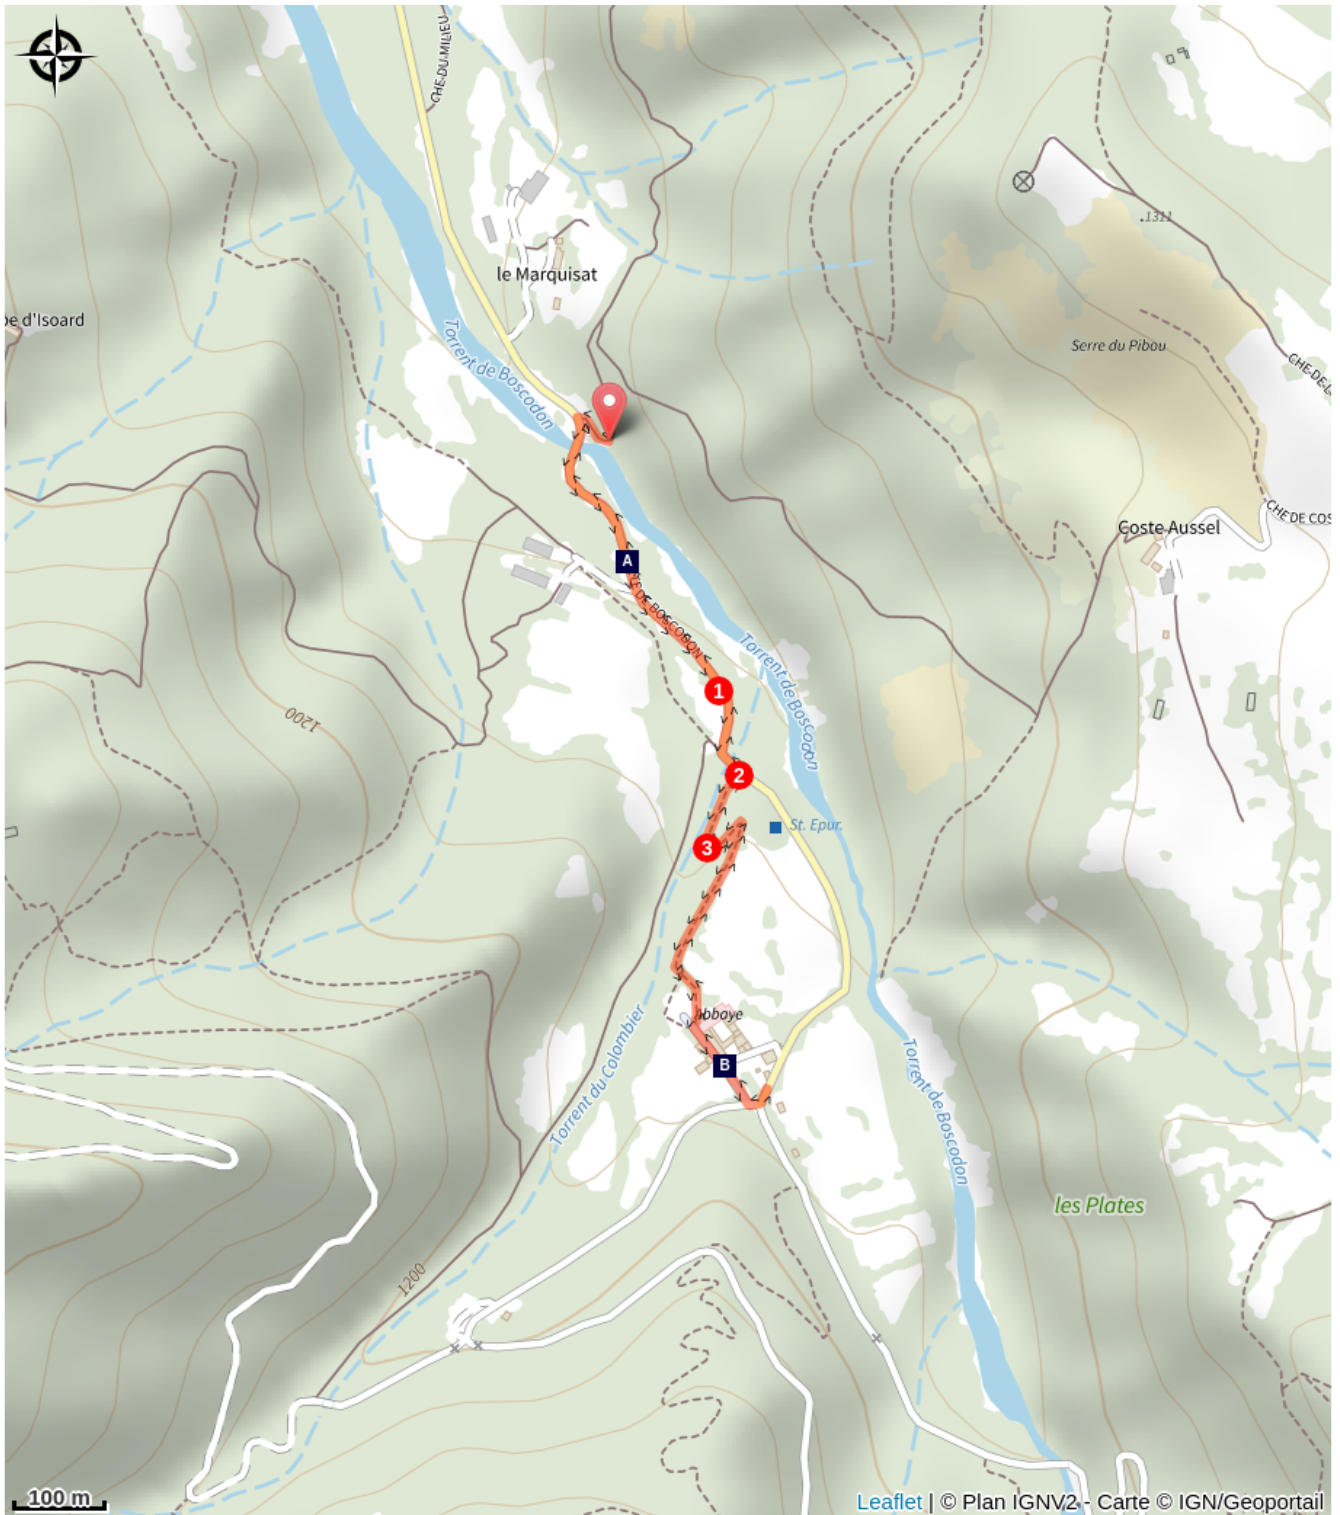 CHE DU MILIEU
1311
le Marquisat
be d'Isoard
Serre du Pibou
CHE DE L
Torrent de Boscodon
Coste Aussel
CHE DE COS
A
DE BOSCODON
Torrent de Boscodon
1
1200
2
St. Epur.
3
Abbaye
B
Torrent du Colombier
Torrent de Boscodon
les Plates
1200
100 m
Leaflet | © Plan IGNV2 - Carte © IGN/Geoportail